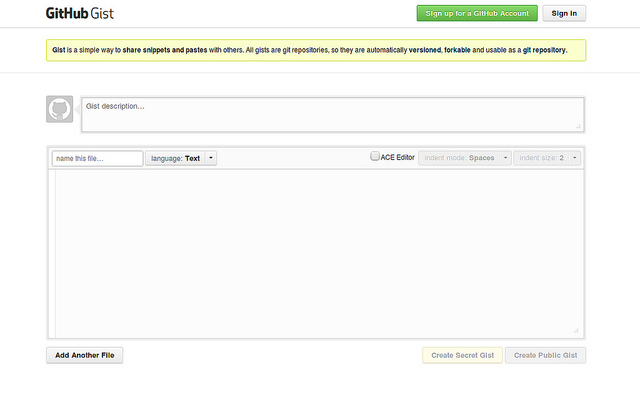 GitHub Gist
Sign up for a GitHub Account
Sign in
Gist is a simple way to share snippets and pastes with others. All gists are git repositories, so they are automatically versioned, forkable and usable as a git repository.
Gist description...
name this file...
language: Text
ACE Editor
indent mode: Spaces
indent size: 2
Add Another File
Create Secret Gist
Create Public Gist